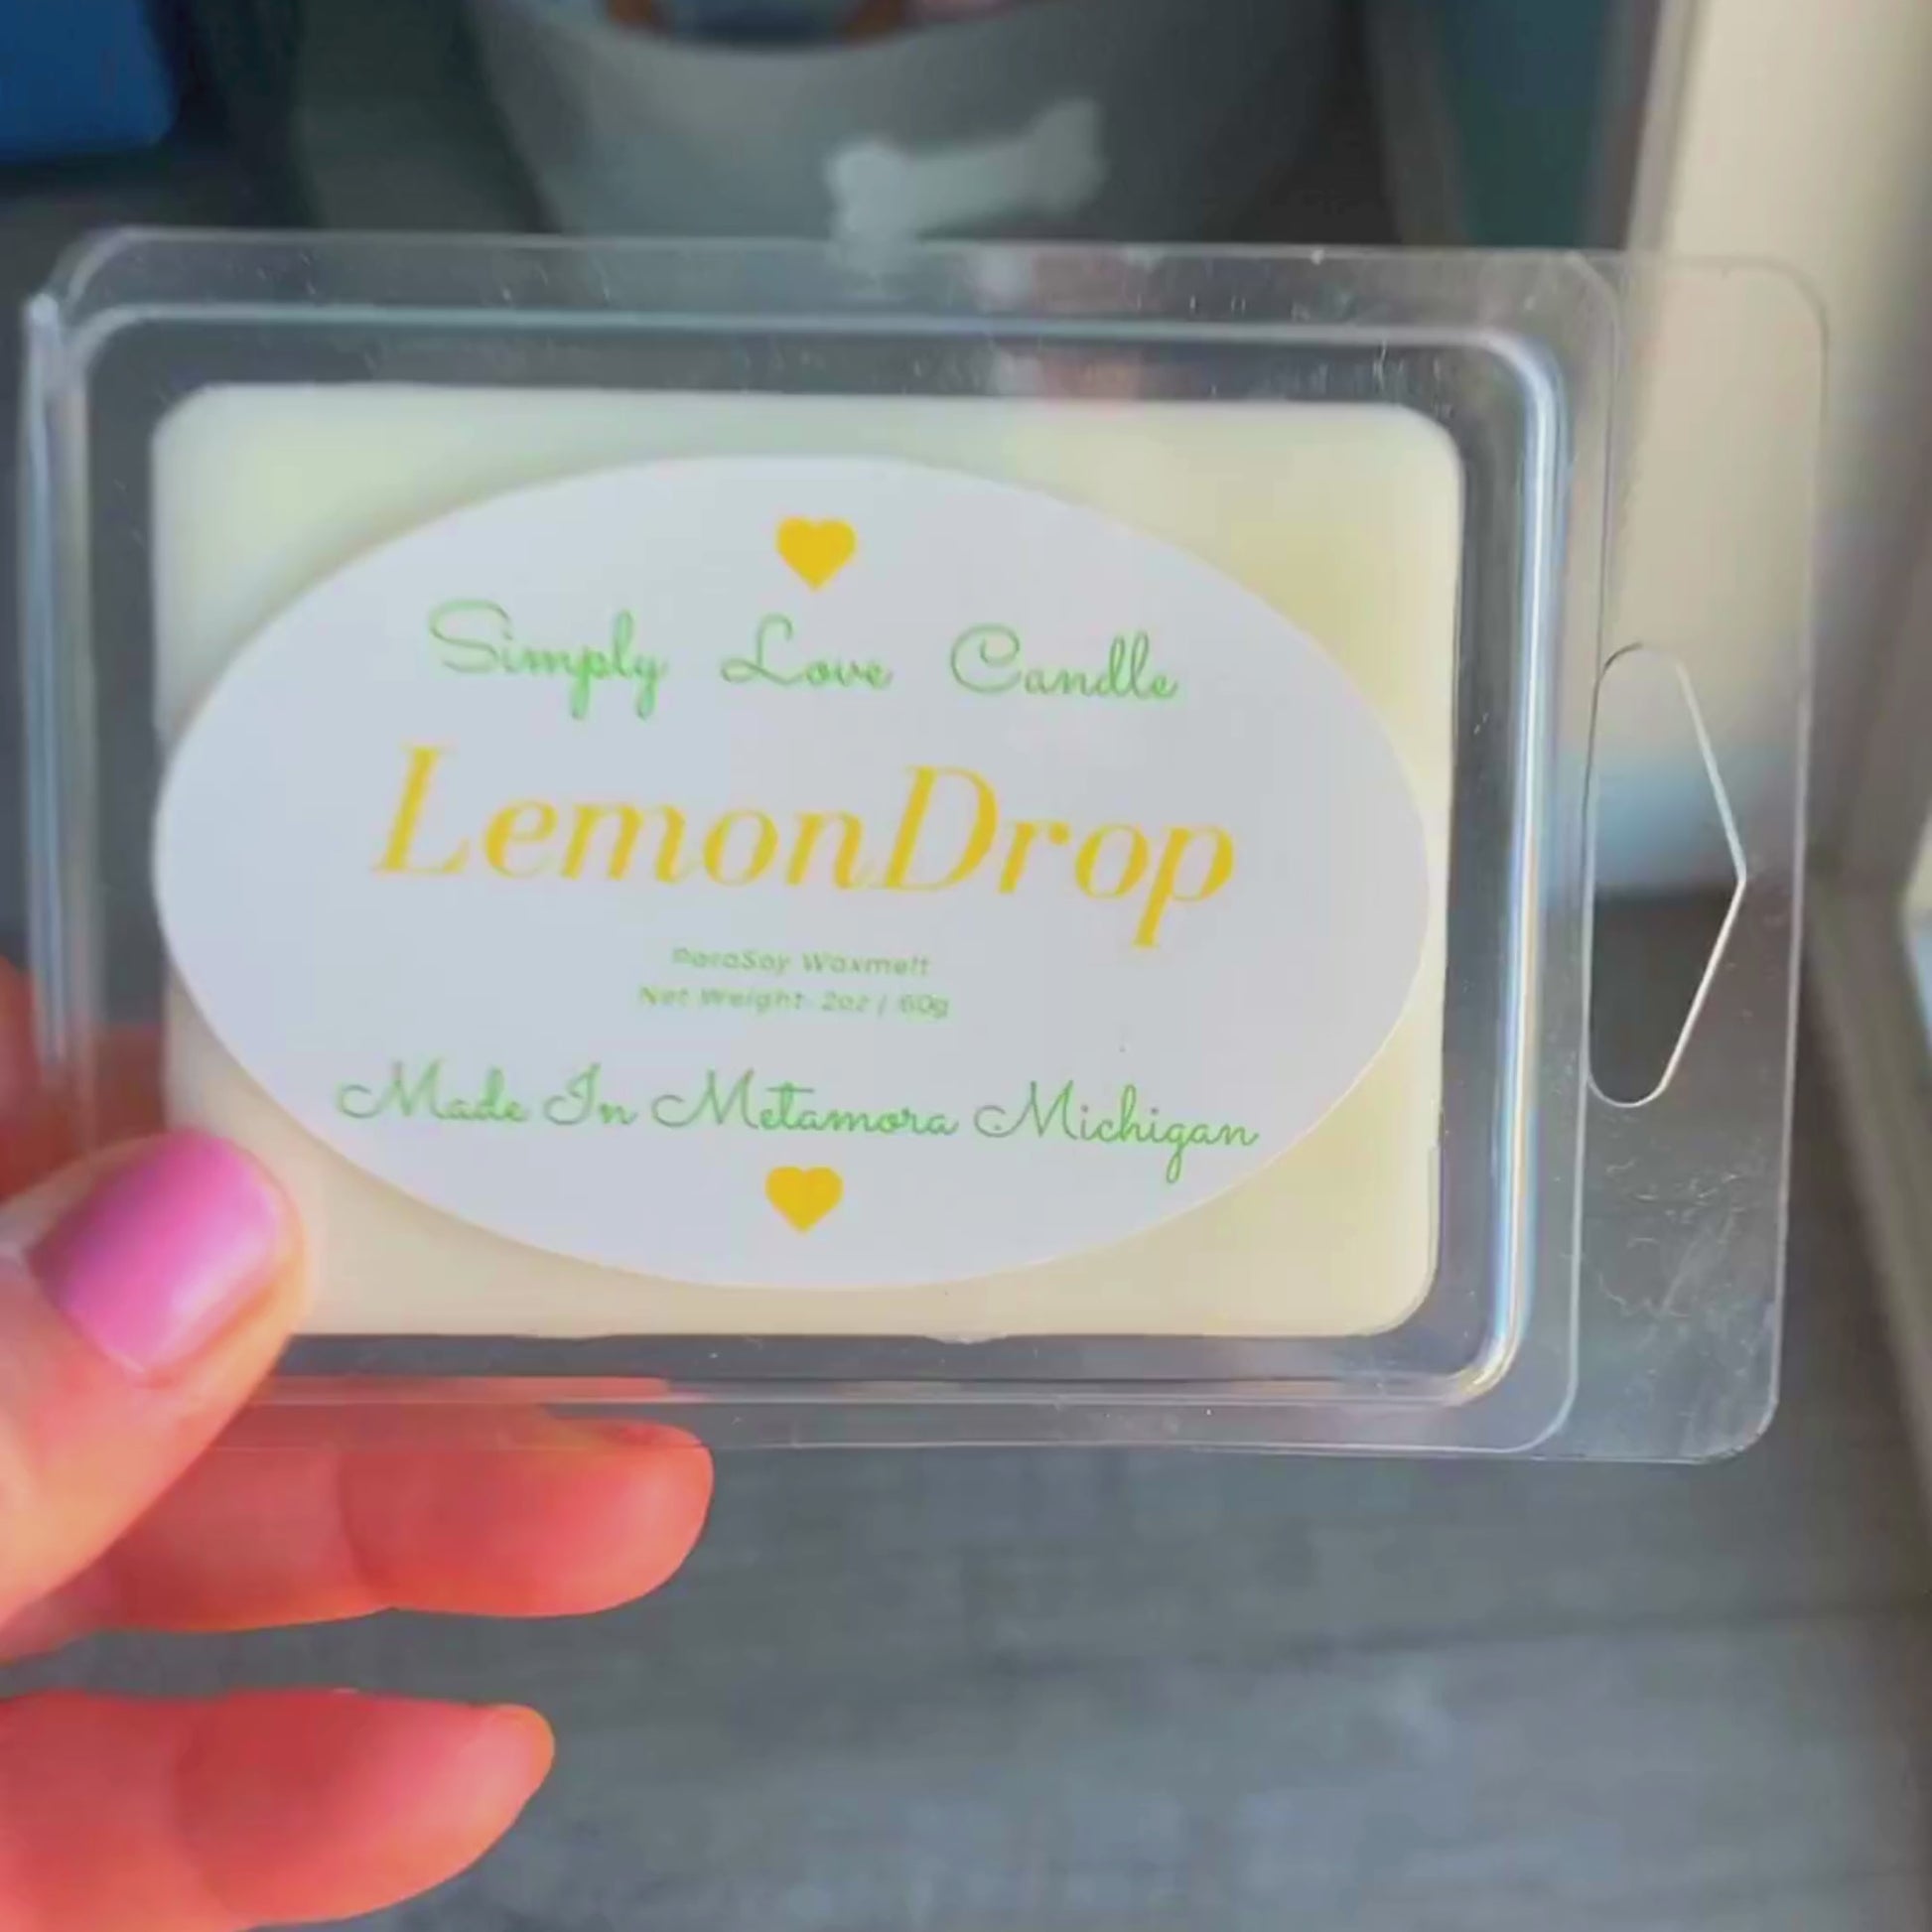 Simply Love Candle
LemonDrop
ParaSoy Waxmelt
Net Weight: 2oz | 60g
Made In Metamora Michigan